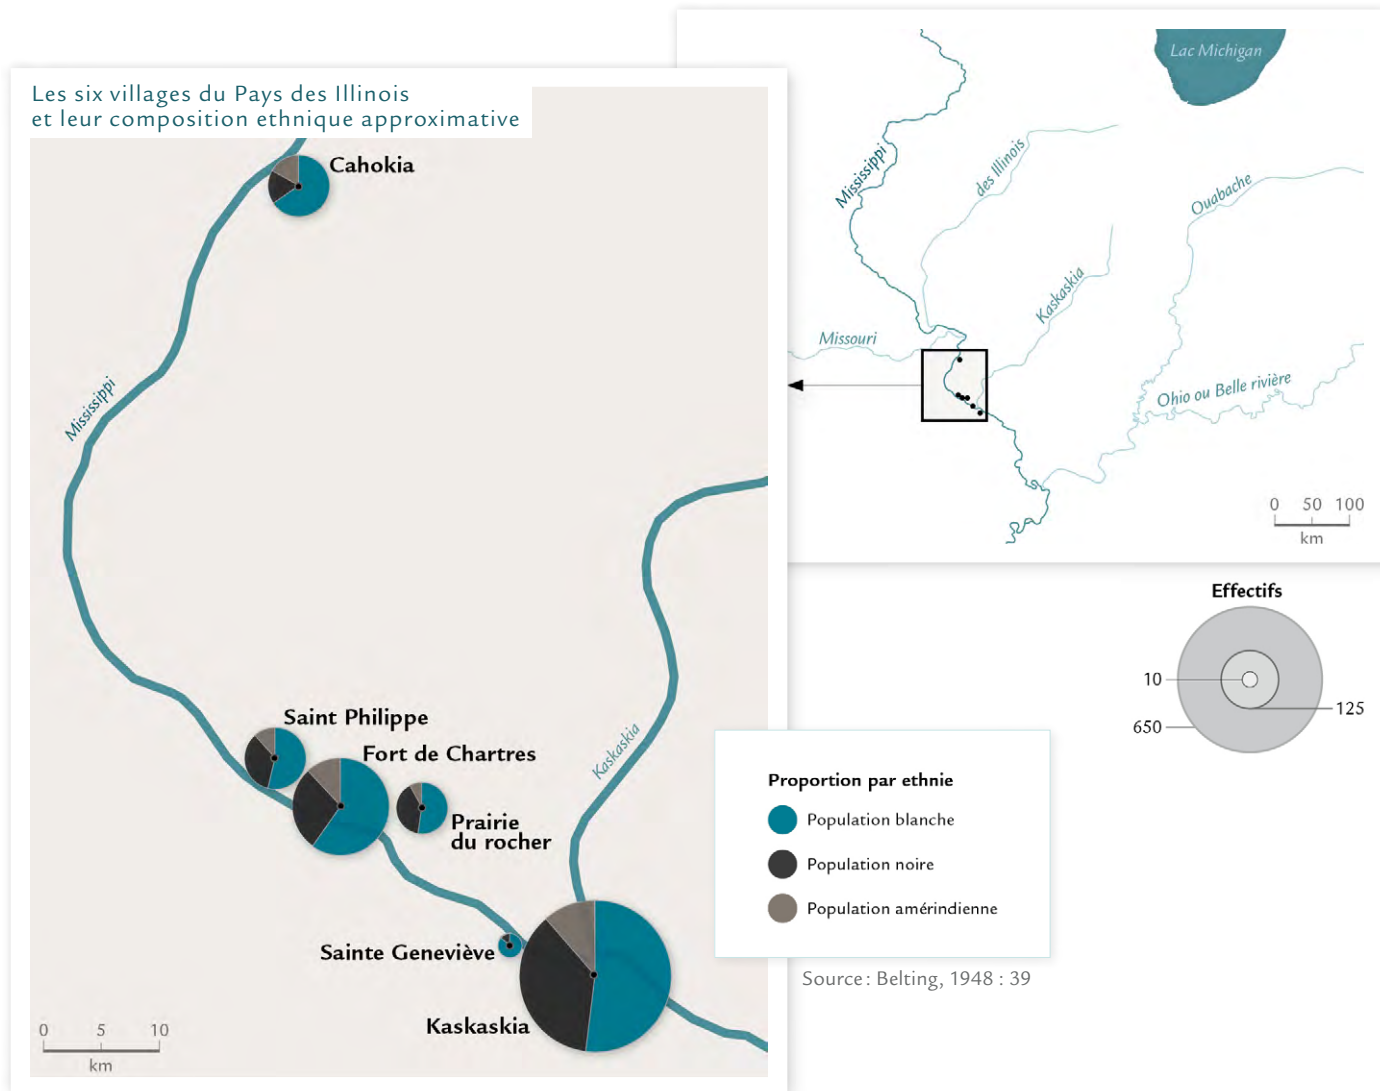 Les six villages du Pays des Illinois
et leur composition ethnique approximative
Cahokia
Mississippi
Saint Philippe
Fort de Chartres
Prairie
du rocher
Kaskaskia
Sainte Geneviève
Kaskaskia
0 5 10
km
Lac Michigan
Mississippi
des Illinois
Ouabache
Kaskaskia
Missouri
Ohio ou Belle rivière
0 50 100
km
Effectifs
10
125
650
Proportion par ethnie
Population blanche
Population noire
Population amérindienne
Source : Belting, 1948 : 39